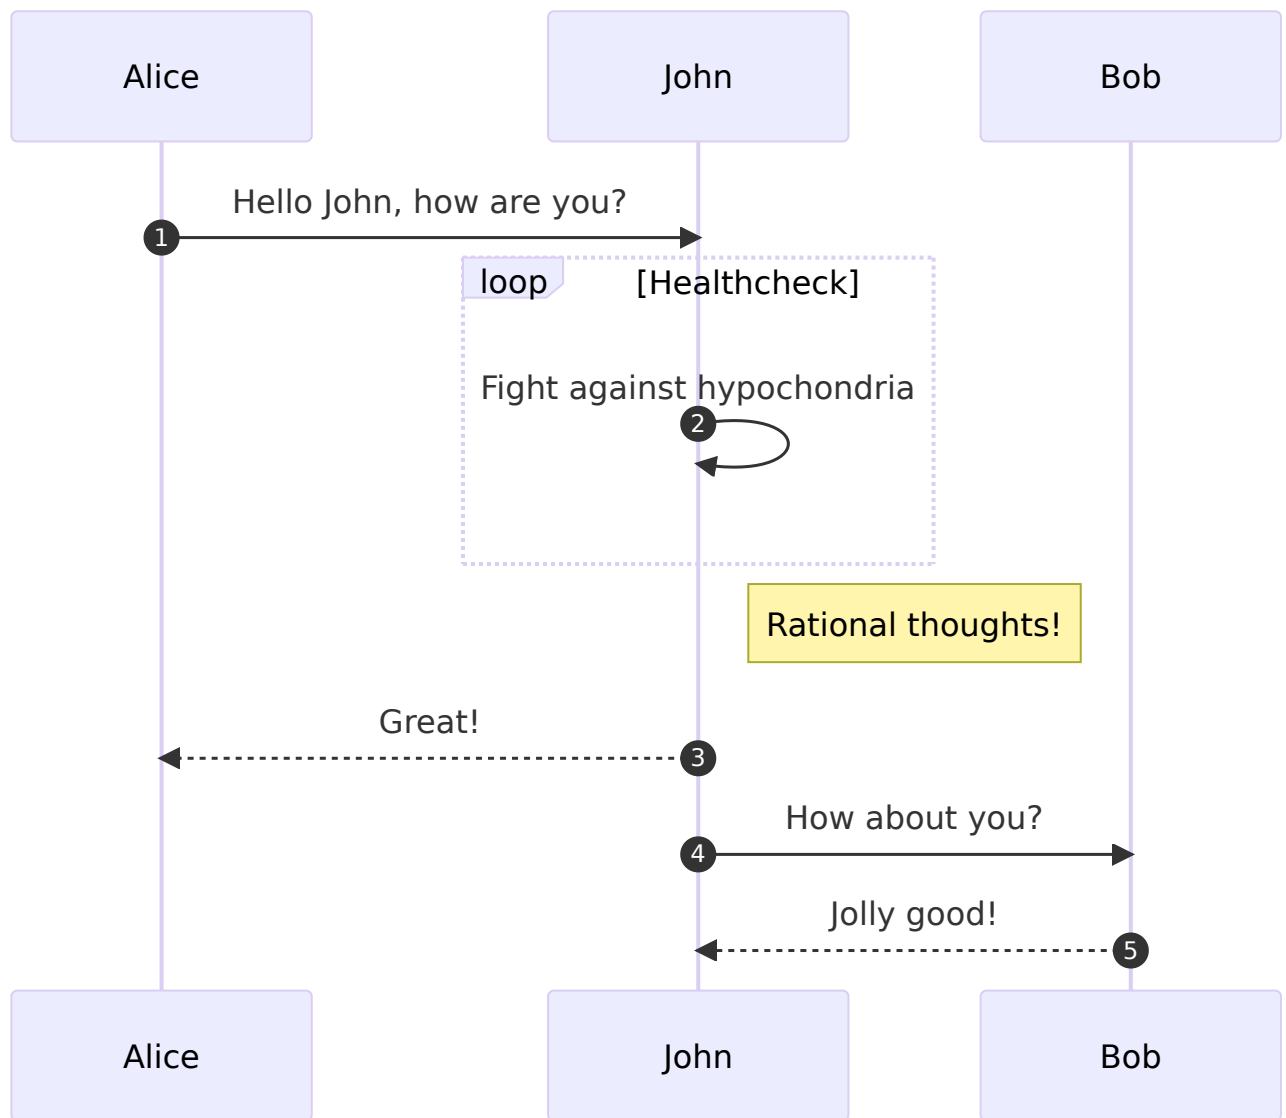 Alice
John
Bob
Hello John, how are you?
1
loop
[Healthcheck]
Fight against hypochondria
2
Rational thoughts!
Great!
3
How about you?
4
Jolly good!
5
Alice
John
Bob